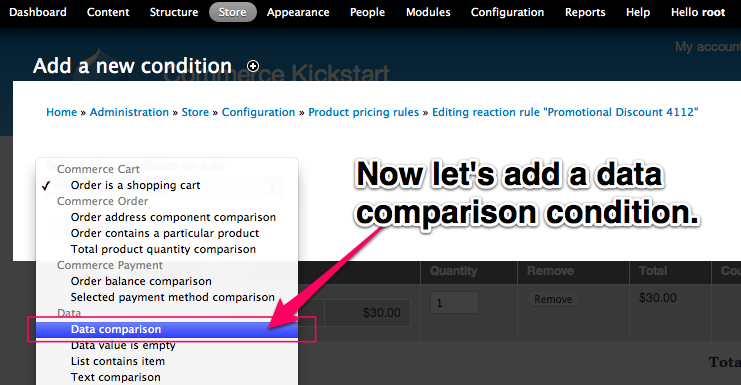 Dashboard Content Structure Store Appearance People Modules Configuration Reports Help Hello root
My account
Add a new condition
Commerce Kickstart
Home » Administration » Store » Configuration » Product pricing rules » Editing reaction rule "Promotional Discount 4112"
Commerce Cart
✓ Order is a shopping cart
Commerce Order
Order address component comparison
Order contains a particular product
Total product quantity comparison
Commerce Payment
Order balance comparison
Selected payment method comparison
Data
Data comparison
Data value is empty
List contains item
Text comparison
Now let's add a data
comparison condition.
Quantity Remove Total
$30.00 1 Remove $30.00